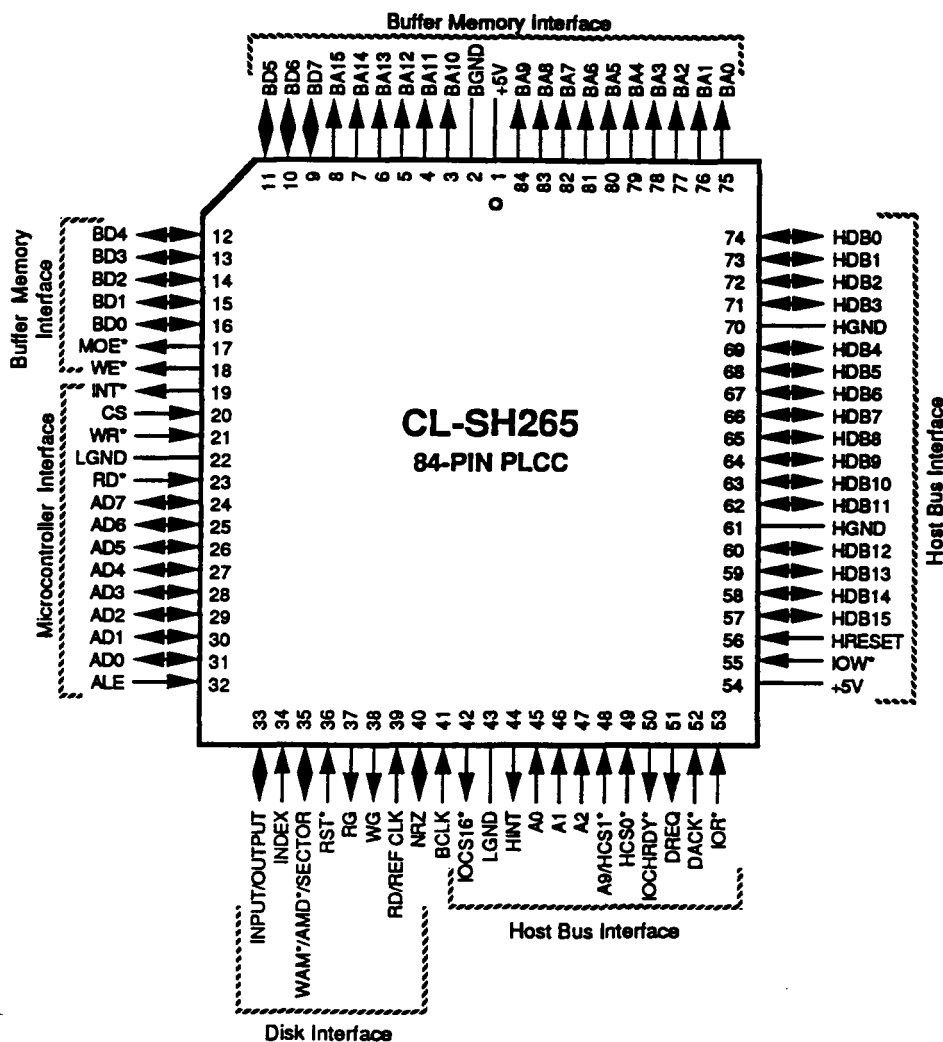 Buffer Memory Interface
BD5
BD6
BD7
BA15
BA14
BA13
BA12
BA11
BA10
BGND
+5V
BA9
BA8
BA7
BA6
BA5
BA4
BA3
BA2
BA1
BA0
11 10 9 8 7 6 5 4 3 2 1 84 83 82 81 80 79 78 77 76 75
Buffer Memory
Interface
BD4 12
BD3 13
BD2 14
BD1 15
BD0 16
MOE* 17
WE* 18
Microcontroller Interface
INT* 19
CS 20
WR* 21
LGND 22
RD* 23
AD7 24
AD6 25
AD5 26
AD4 27
AD3 28
AD2 29
AD1 30
AD0 31
ALE 32
CL-SH265
84-PIN PLCC
74 HDB0
73 HDB1
72 HDB2
71 HDB3
70 HGND
69 HDB4
68 HDB5
67 HDB6
66 HDB7
65 HDB8
64 HDB9
63 HDB10
62 HDB11
61 HGND
60 HDB12
59 HDB13
58 HDB14
57 HDB15
56 HRESET
55 IOW*
54 +5V
Host Bus Interface
33 34 35 36 37 38 39 40 41 42 43 44 45 46 47 48 49 50 51 52 53
INPUT/OUTPUT
INDEX
WAM*/AMD*/SECTOR
RST*
RG
WG
RD/REF CLK
NRZ
BCLK
IOCS16*
LGND
HINT
A0
A1
A2
A9/HCS1*
HCS0*
IOCHRDY*
DREQ
DACK*
IOR*
Host Bus Interface
Disk Interface